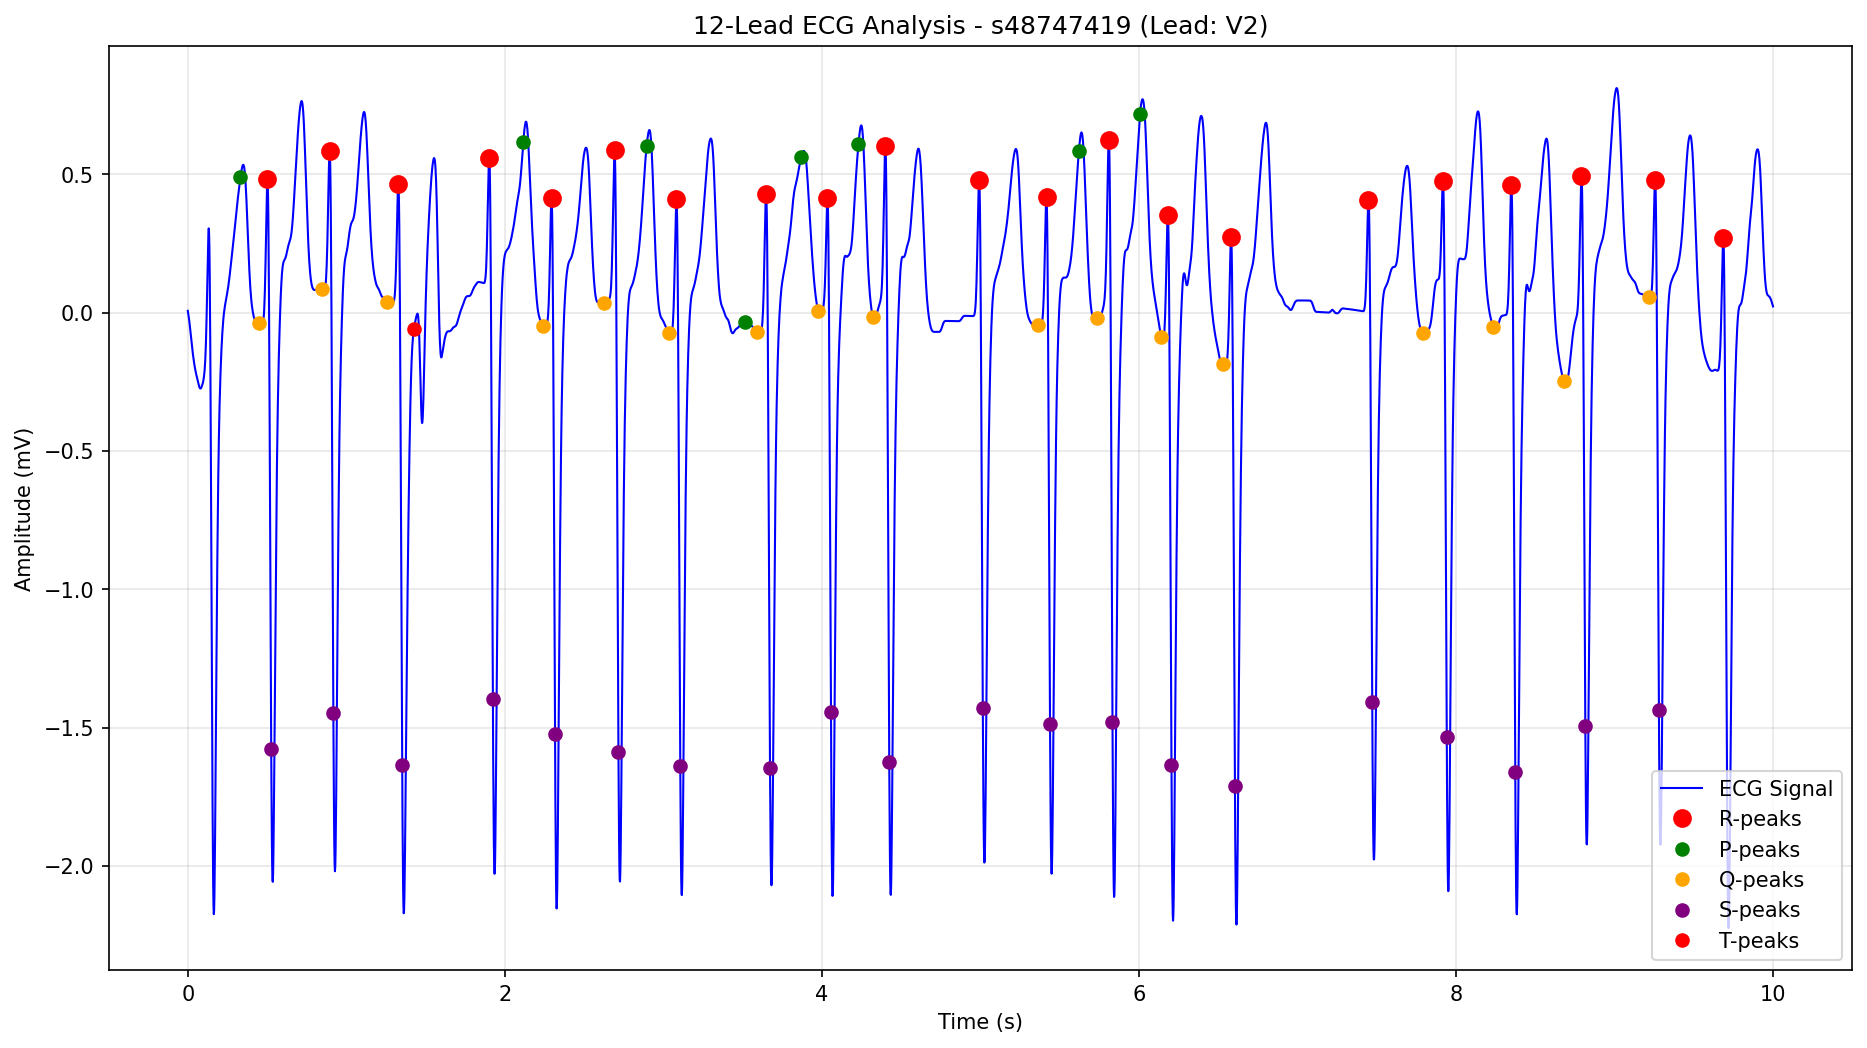 12-Lead ECG Analysis - s48747419 (Lead: V2)
Amplitude (mV)
0.5
0.0
−0.5
−1.0
−1.5
−2.0
ECG Signal
R-peaks
P-peaks
Q-peaks
S-peaks
T-peaks
0 2 4 6 8 10
Time (s)